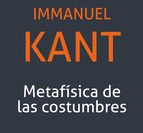 IMMANUEL
KANT
Metafísica de
las costumbres